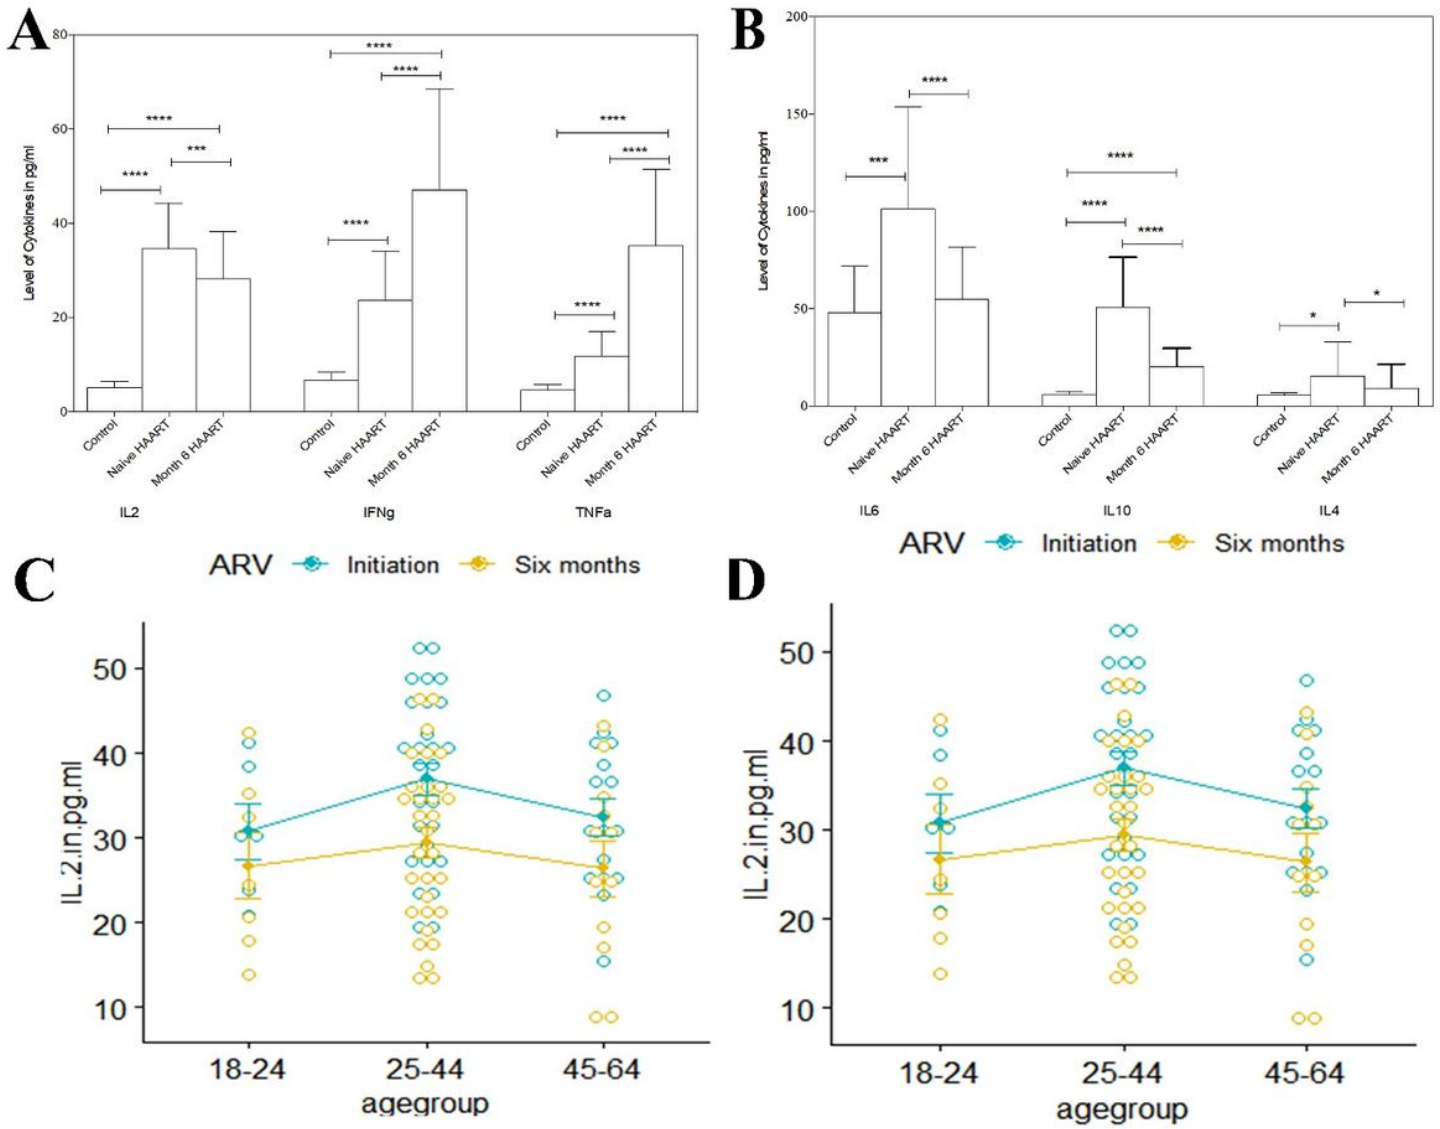 A
Level of Cytokines in pg/ml
80
60
40
20
0
****
***
****
****
****
****
****
****
****
Control
Naive HAART
Month 6 HAART
Control
Naive HAART
Month 6 HAART
Control
Naive HAART
Month 6 HAART
IL2
IFNg
TNFa
B
Level of Cytokines in pg/ml
200
150
100
50
0
****
***
****
****
****
*
*
Control
Naive HAART
Month 6 HAART
Control
Naive HAART
Month 6 HAART
Control
Naive HAART
Month 6 HAART
IL6
IL10
IL4
C
ARV Initiation Six months
IL.2.in.pg.ml
50
40
30
20
10
18-24 25-44 45-64
agegroup
D
ARV Initiation Six months
IL.2.in.pg.ml
50
40
30
20
10
18-24 25-44 45-64
agegroup